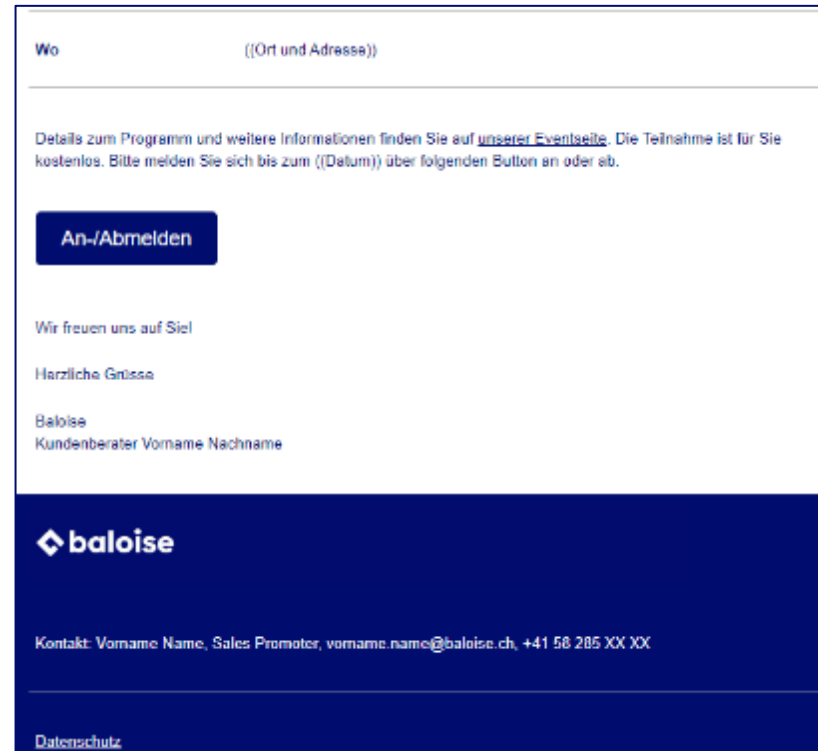 Wo ((Ort und Adresse))
Details zum Programm und weitere Informationen finden Sie auf unserer Eventseite. Die Teilnahme ist für Sie
kostenlos. Bitte melden Sie sich bis zum ((Datum)) über folgenden Button an oder ab.
An-/Abmelden
Wir freuen uns auf Sie!
Herzliche Grüsse
Baloise
Kundenberater Vorname Nachname
baloise
Kontakt: Vorname Name, Sales Promoter, vorname.name@baloise.ch, +41 58 285 XX XX
Datenschutz